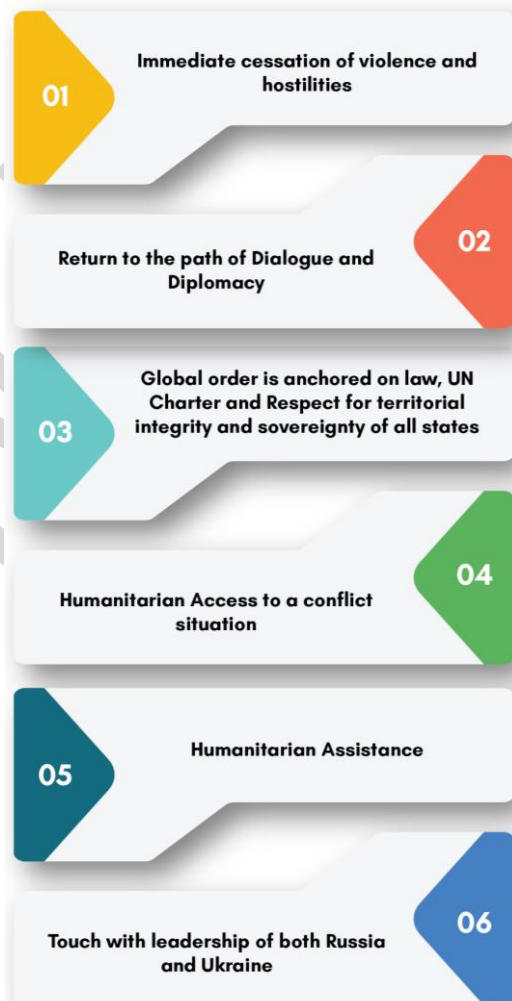 01
Immediate cessation of violence and
hostilities
02
Return to the path of Dialogue and
Diplomacy
03
Global order is anchored on law, UN
Charter and Respect for territorial
integrity and sovereignty of all states
04
Humanitarian Access to a conflict
situation
05
Humanitarian Assistance
06
Touch with leadership of both Russia
and Ukraine